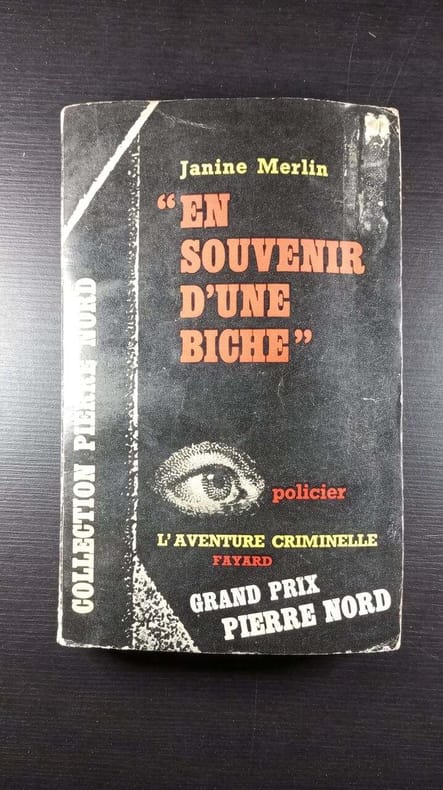 Janine Merlin
“EN
SOUVENIR
D'UNE
BICHE”
policier
L'AVENTURE CRIMINELLE
FAYARD
GRAND PRIX
PIERRE NORD
COLLECTION PIERRE NORD